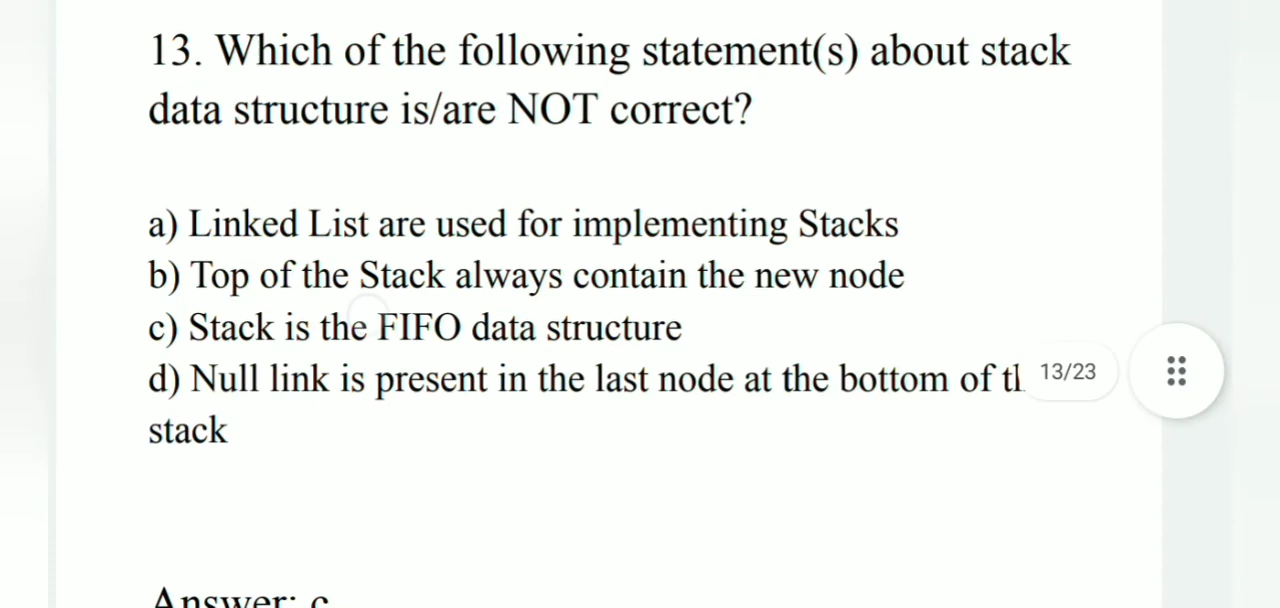 13. Which of the following statement(s) about stack
data structure is/are NOT correct?
a) Linked List are used for implementing Stacks
b) Top of the Stack always contain the new node
c) Stack is the FIFO data structure
d) Null link is present in the last node at the bottom of
13/23
stack
Answer: c